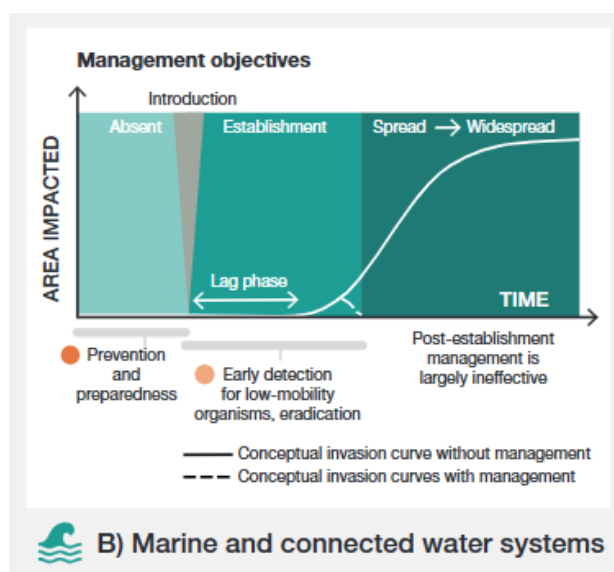 Management objectives
Introduction
Absent
Establishment
Spread → Widespread
AREA IMPACTED
Lag phase
TIME
Prevention
and
preparedness
Early detection
for low-mobility
organisms, eradication
Post-establishment
management is
largely ineffective
Conceptual invasion curve without management
Conceptual invasion curves with management
B) Marine and connected water systems